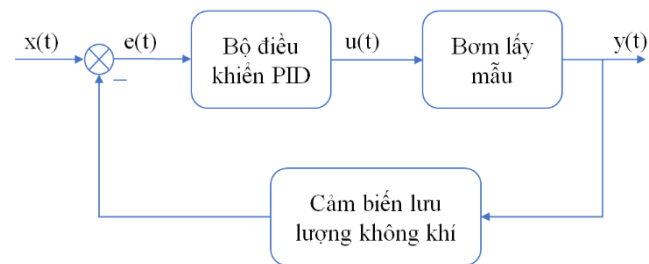 x(t)
e(t)
Bộ điều
khiển PID
u(t)
Bơm lấy
mẫu
y(t)
Cảm biến lưu
lượng không khí